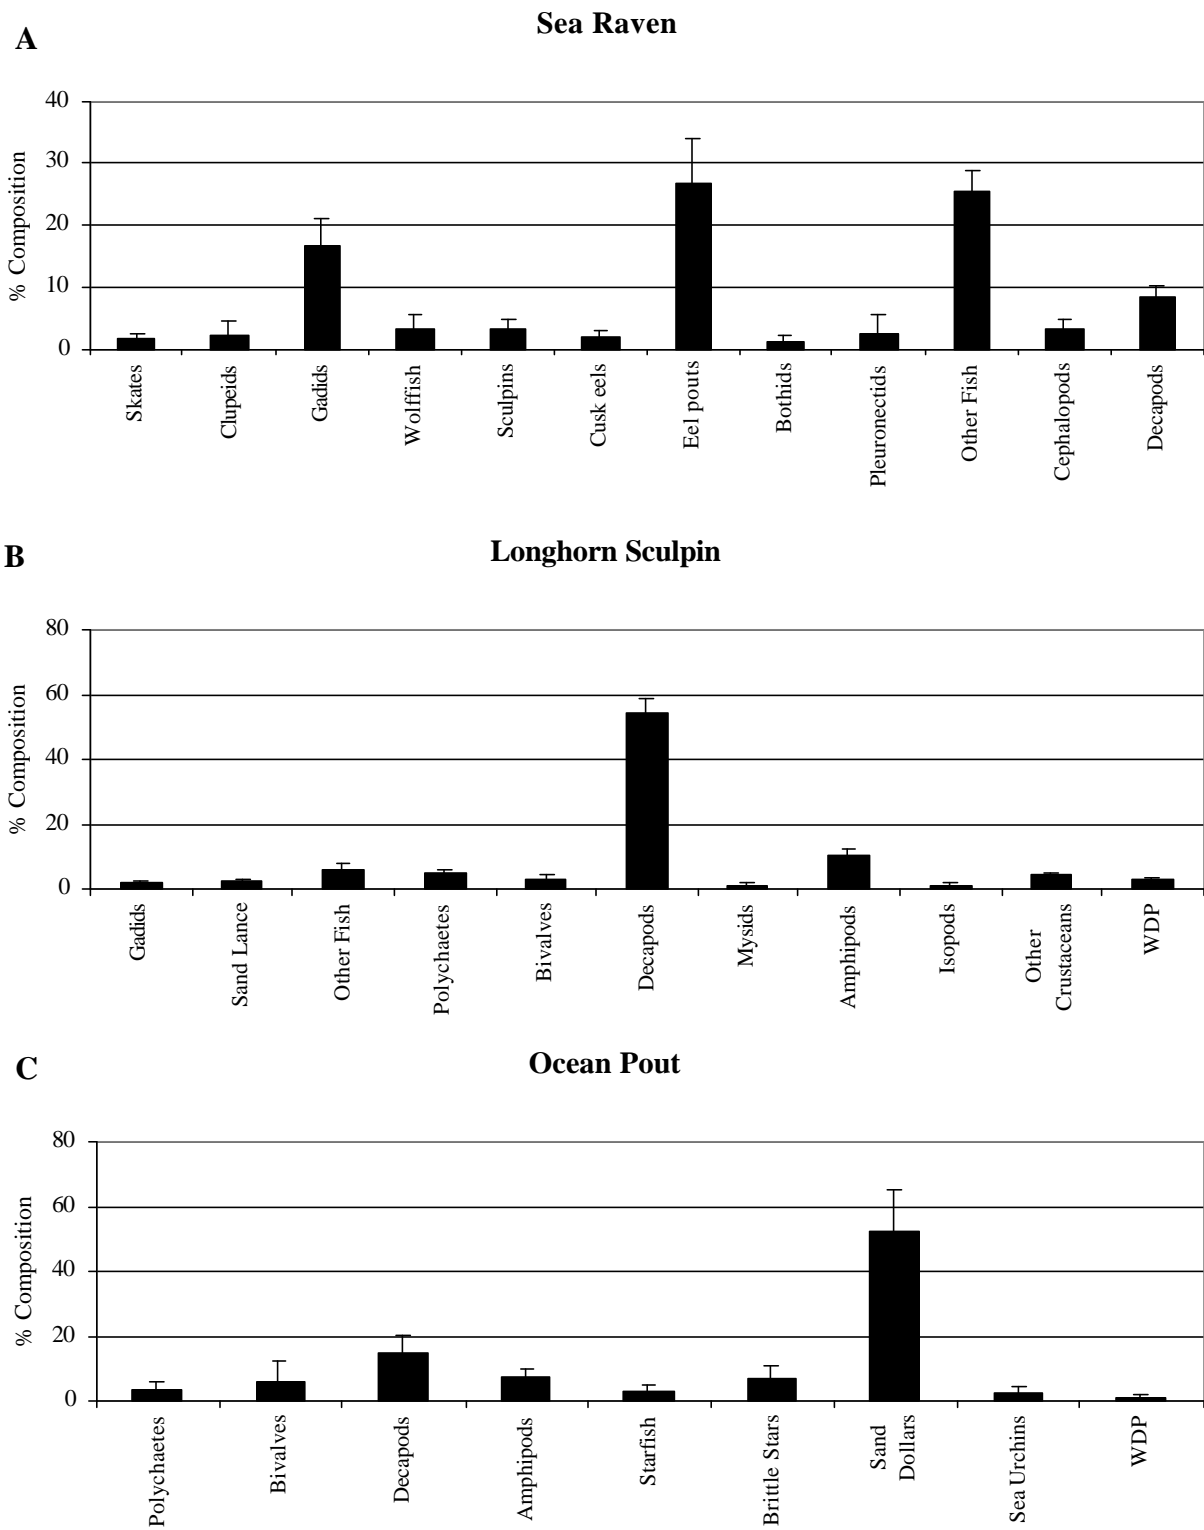 A
Sea Raven
% Composition
40
30
20
10
0
Skates
Clupeids
Gadids
Wolffish
Sculpins
Cusk eels
Eel pouts
Bothids
Pleuronectids
Other Fish
Cephalopods
Decapods
B
Longhorn Sculpin
% Composition
80
60
40
20
0
Gadids
Sand Lance
Other Fish
Polychaetes
Bivalves
Decapods
Mysids
Amphipods
Isopods
Other
Crustaceans
WDP
C
Ocean Pout
% Composition
80
60
40
20
0
Polychaetes
Bivalves
Decapods
Amphipods
Starfish
Brittle Stars
Sand
Dollars
Sea Urchins
WDP